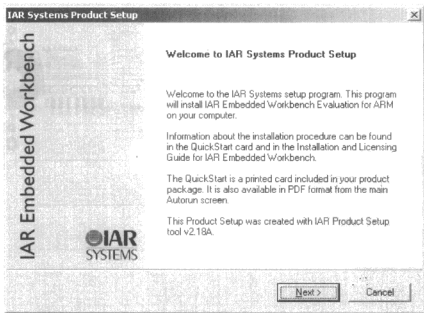 IAR Systems Product Setup
IAR Embedded Workbench
Welcome to IAR Systems Product Setup
Welcome to the IAR Systems setup program. This program
will install IAR Embedded Workbench Evaluation for ARM
on your computer.
Information about the installation procedure can be found
in the QuickStart card and in the Installation and Licensing
Guide for IAR Embedded Workbench.
The QuickStart is a printed card included in your product
package. It is also available in PDF format from the main
Autorun screen.
This Product Setup was created with IAR Product Setup
tool v2.18A.
IAR
SYSTEMS
Next >
Cancel